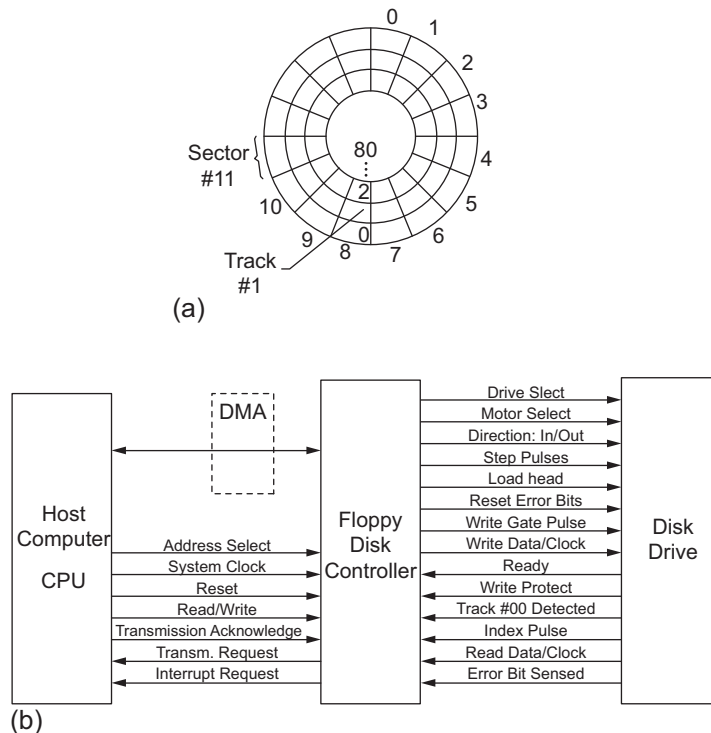 0
1
2
3
4
5
6
7
8
9
10
Sector
#11
80
2
0
Track
#1
(a)
DMA
Host
Computer
CPU
Address Select
System Clock
Reset
Read/Write
Transmission Acknowledge
Transm. Request
Interrupt Request
Floppy
Disk
Controller
Drive Slect
Motor Select
Direction: In/Out
Step Pulses
Load head
Reset Error Bits
Write Gate Pulse
Write Data/Clock
Ready
Write Protect
Track #00 Detected
Index Pulse
Read Data/Clock
Error Bit Sensed
Disk
Drive
(b)